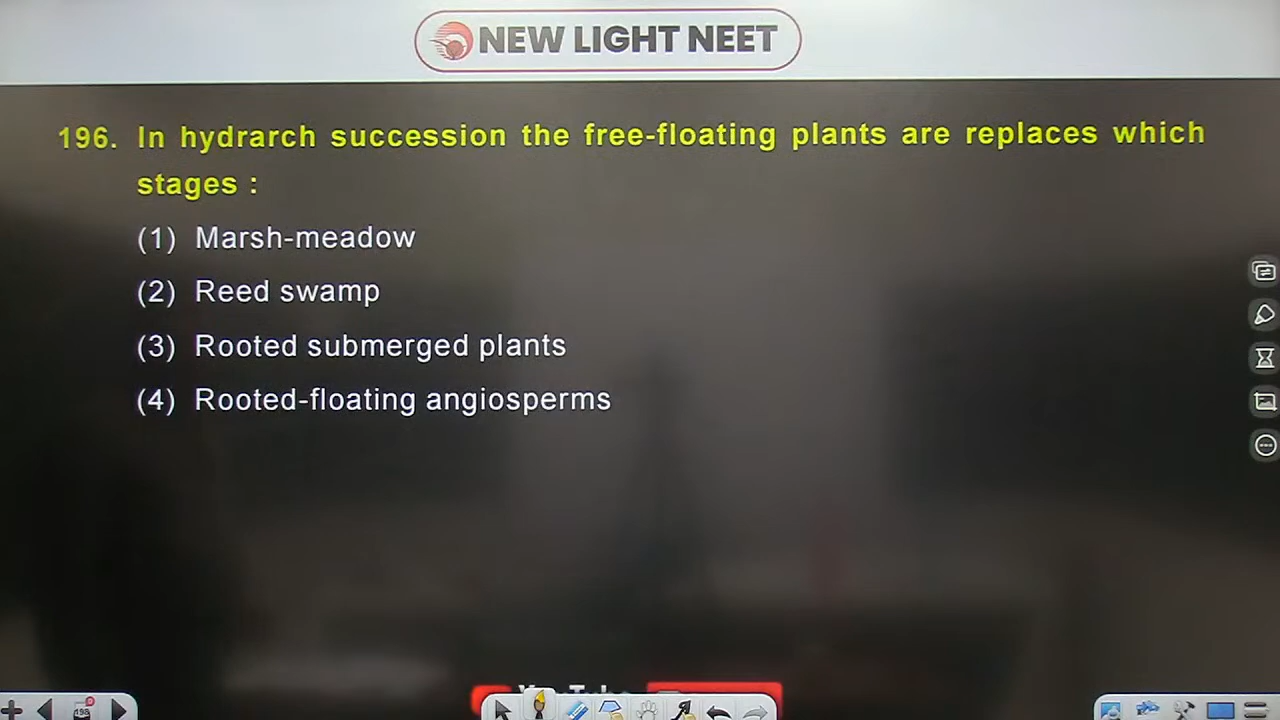 NEW LIGHT NEET
196. In hydrarch succession the free-floating plants are replaces which
stages :
(1) Marsh-meadow
(2) Reed swamp
(3) Rooted submerged plants
(4) Rooted-floating angiosperms